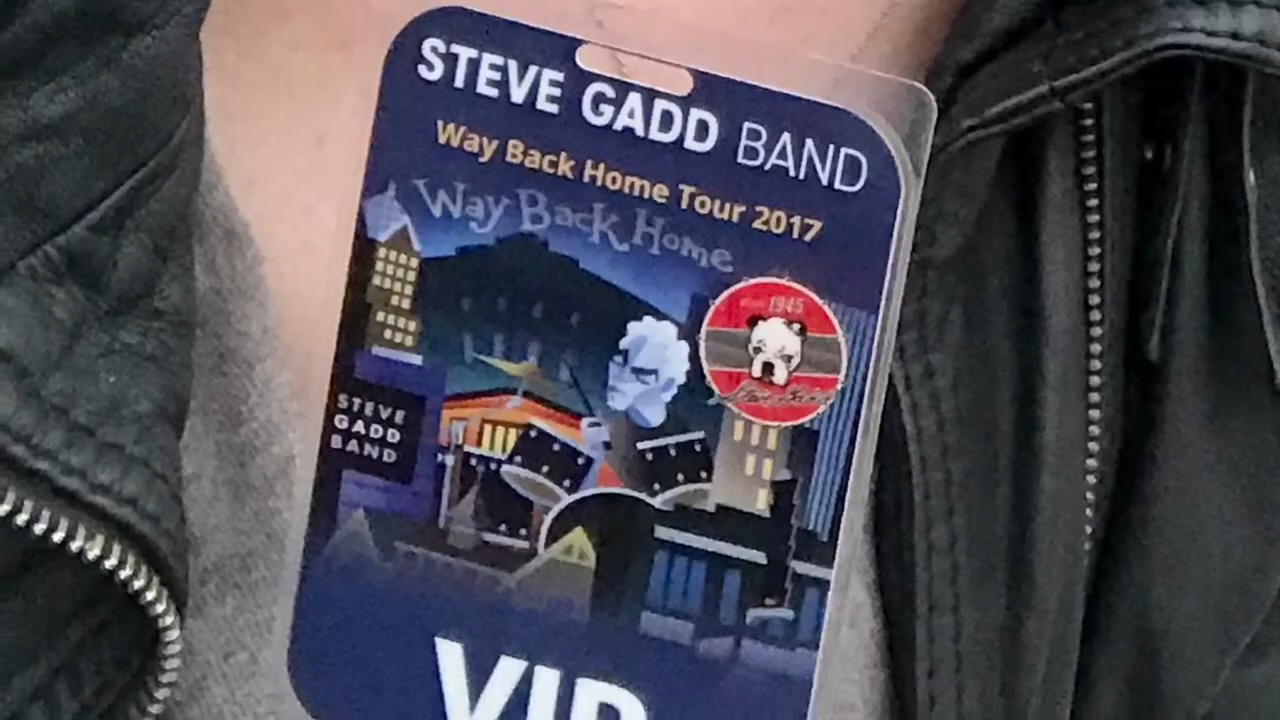 STEVE GADD BAND
Way Back Home Tour 2017
Way Back Home
1945
STEVE
GADD
BAND
VIP